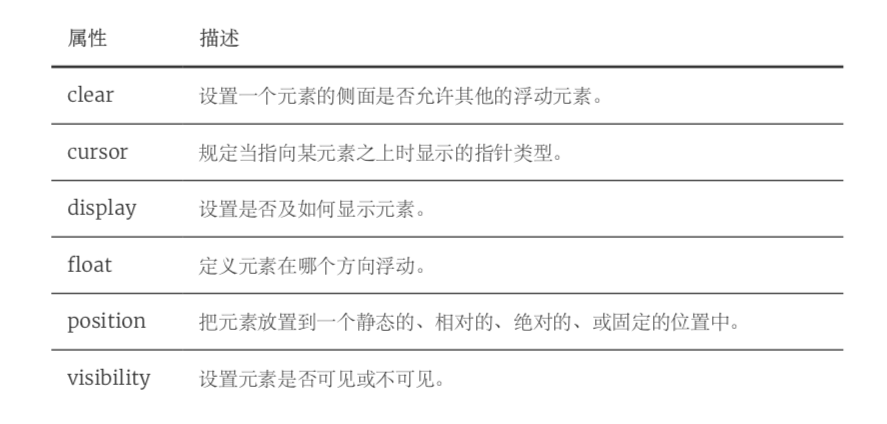 属性 描述
clear 设置一个元素的侧面是否允许其他的浮动元素。
cursor 规定当指向某元素之上时显示的指针类型。
display 设置是否及如何显示元素。
float 定义元素在哪个方向浮动。
position 把元素放置到一个静态的、相对的、绝对的、或固定的位置中。
visibility 设置元素是否可见或不可见。